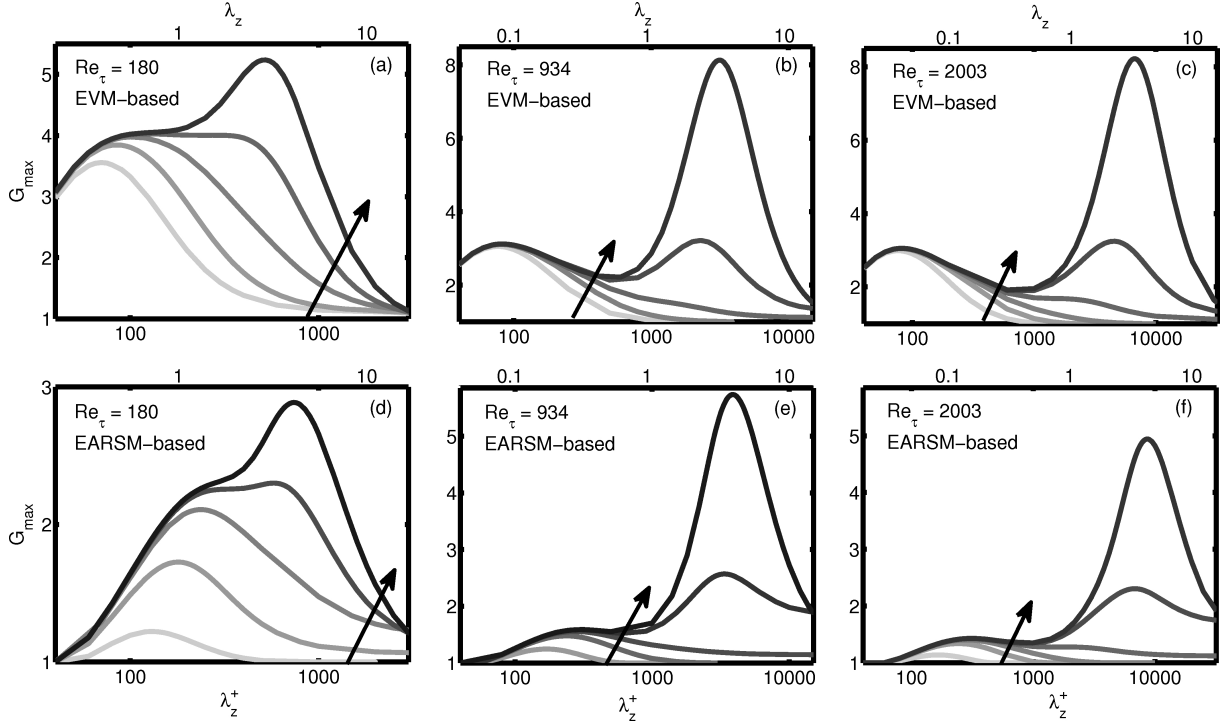 λz λz λz
1 10 0.1 1 10 0.1 1 10
Reτ = 180 (a)
EVM−based
Reτ = 934 (b)
EVM−based
Reτ = 2003 (c)
EVM−based
Gmax
5
4
3
2
1
8
6
4
2
8
6
4
2
100 1000 100 1000 10000 100 1000 10000
1 10 0.1 1 10 0.1 1 10
Reτ = 180 (d)
EARSM−based
Reτ = 934 (e)
EARSM−based
Reτ = 2003 (f)
EARSM−based
Gmax
3
2
1
5
4
3
2
1
5
4
3
2
1
100 1000 100 1000 10000 100 1000 10000
λz+ λz+ λz+